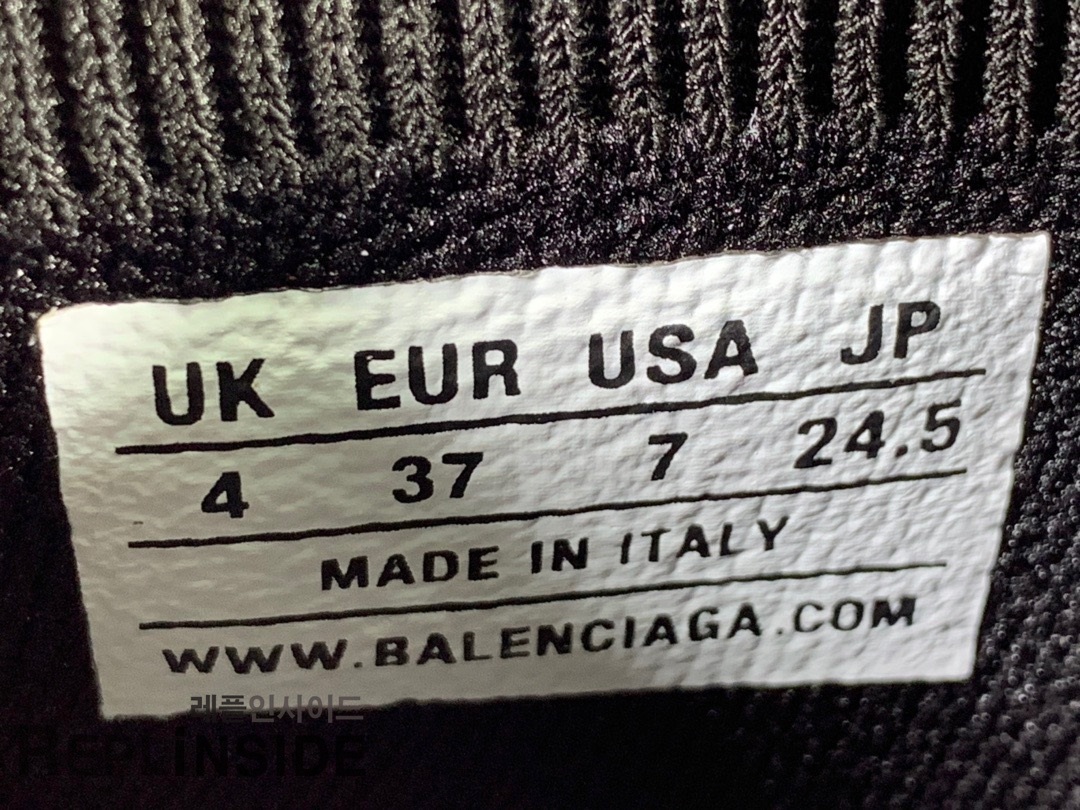 UK EUR USA JP
4 37 7 24.5
MADE IN ITALY
WWW.BALENCIAGA.COM
레플인사이드
REPLINSIDE